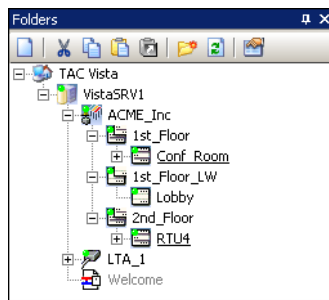 Folders
TAC Vista
VistaSRV1
ACME_Inc
1st_Floor
Conf_Room
1st_Floor_LW
Lobby
2nd_Floor
RTU4
LTA_1
Welcome